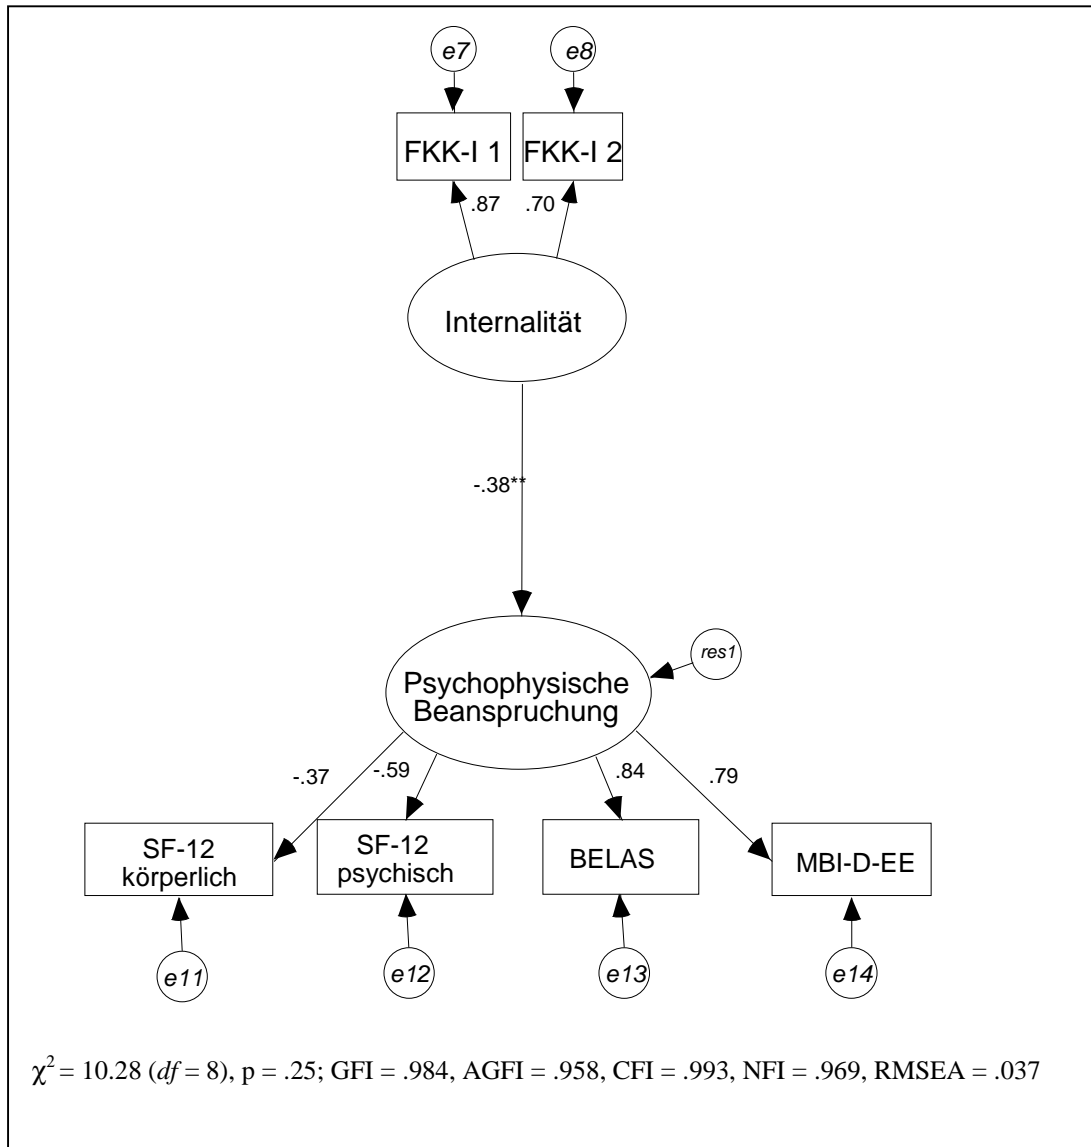 e7
e8
FKK-I 1
FKK-I 2
.87
.70
Internalität
-.38**
res1
Psychophysische
Beanspruchung
-.37
-.59
.84
.79
SF-12
körperlich
SF-12
psychisch
BELAS
MBI-D-EE
e11
e12
e13
e14
χ² = 10.28 (df = 8), p = .25; GFI = .984, AGFI = .958, CFI = .993, NFI = .969, RMSEA = .037